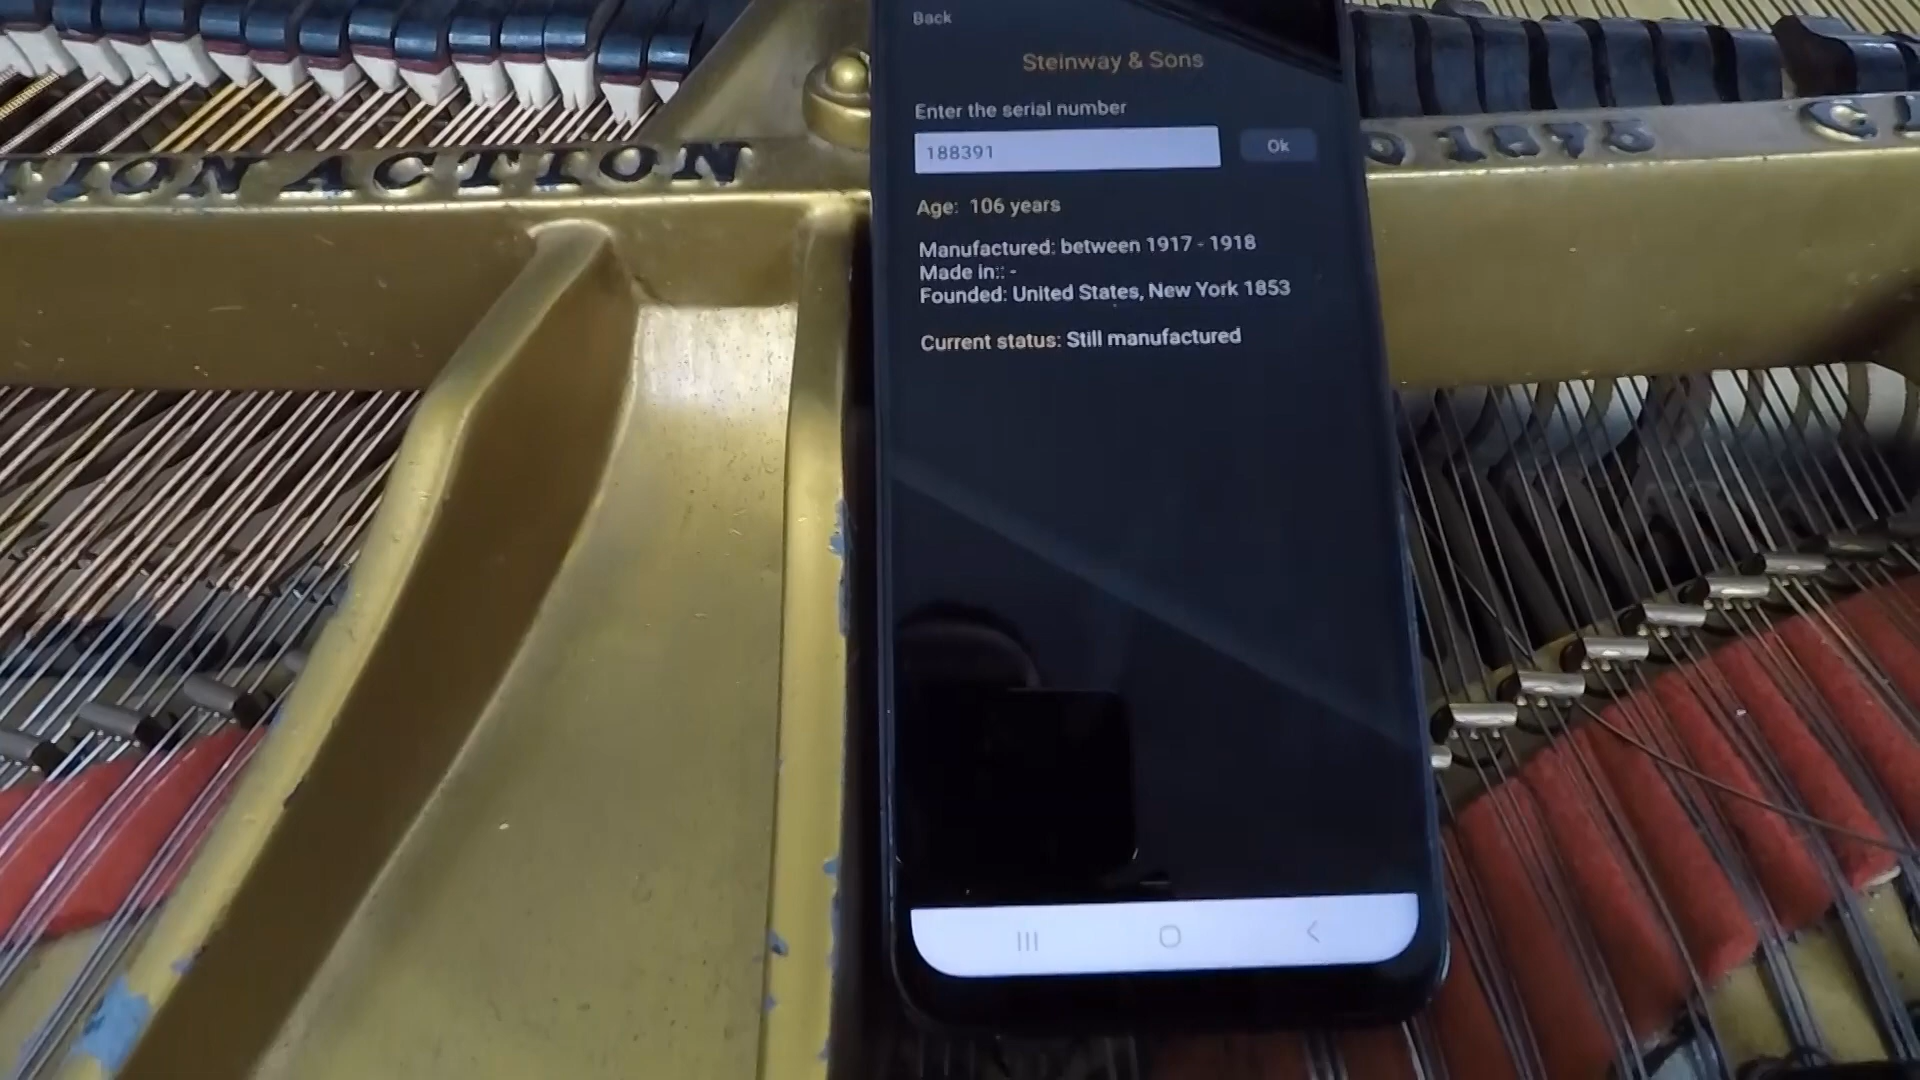 Back
Steinway & Sons
Enter the serial number
188391
Ok
Age: 106 years
Manufactured: between 1917 - 1918
Made in:: -
Founded: United States, New York 1853
Current status: Still manufactured
ION ACTION
D 1875